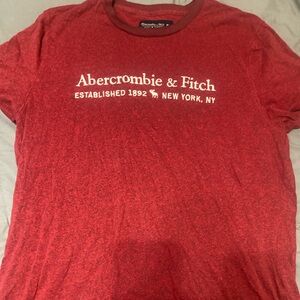 Abercrombie & Fitch
ESTABLISHED 1892 NEW YORK, NY